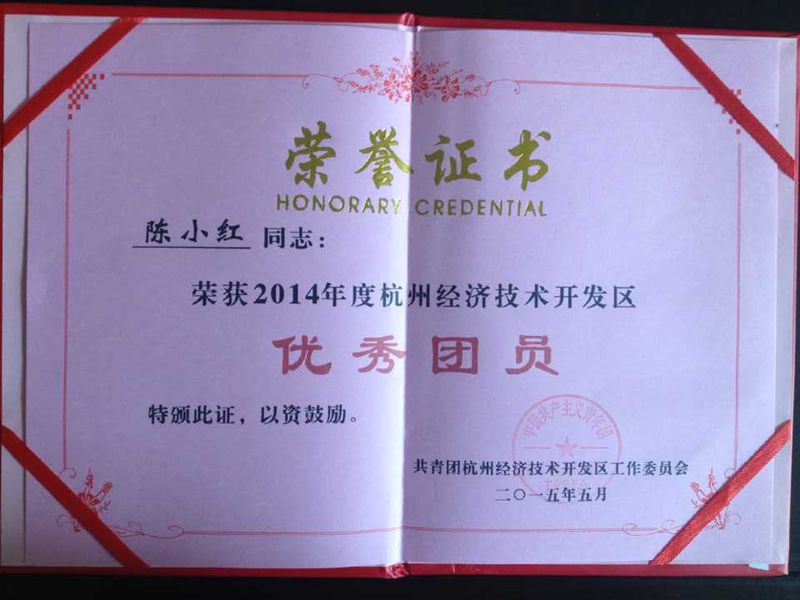 荣誉证书
HONORARY CREDENTIAL
陈小红 同志：
荣获2014年度杭州经济技术开发区
优秀团员
特颁此证，以资鼓励。
共青团杭州经济技术开发区工作委员会
二〇一五年五月